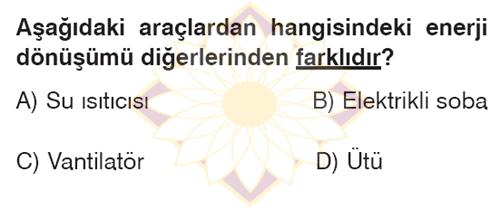 Aşağıdaki araçlardan hangisindeki enerji
dönüşümü diğerlerinden farklıdır?
A) Su ısıtıcısı B) Elektrikli soba
C) Vantilatör D) Ütü